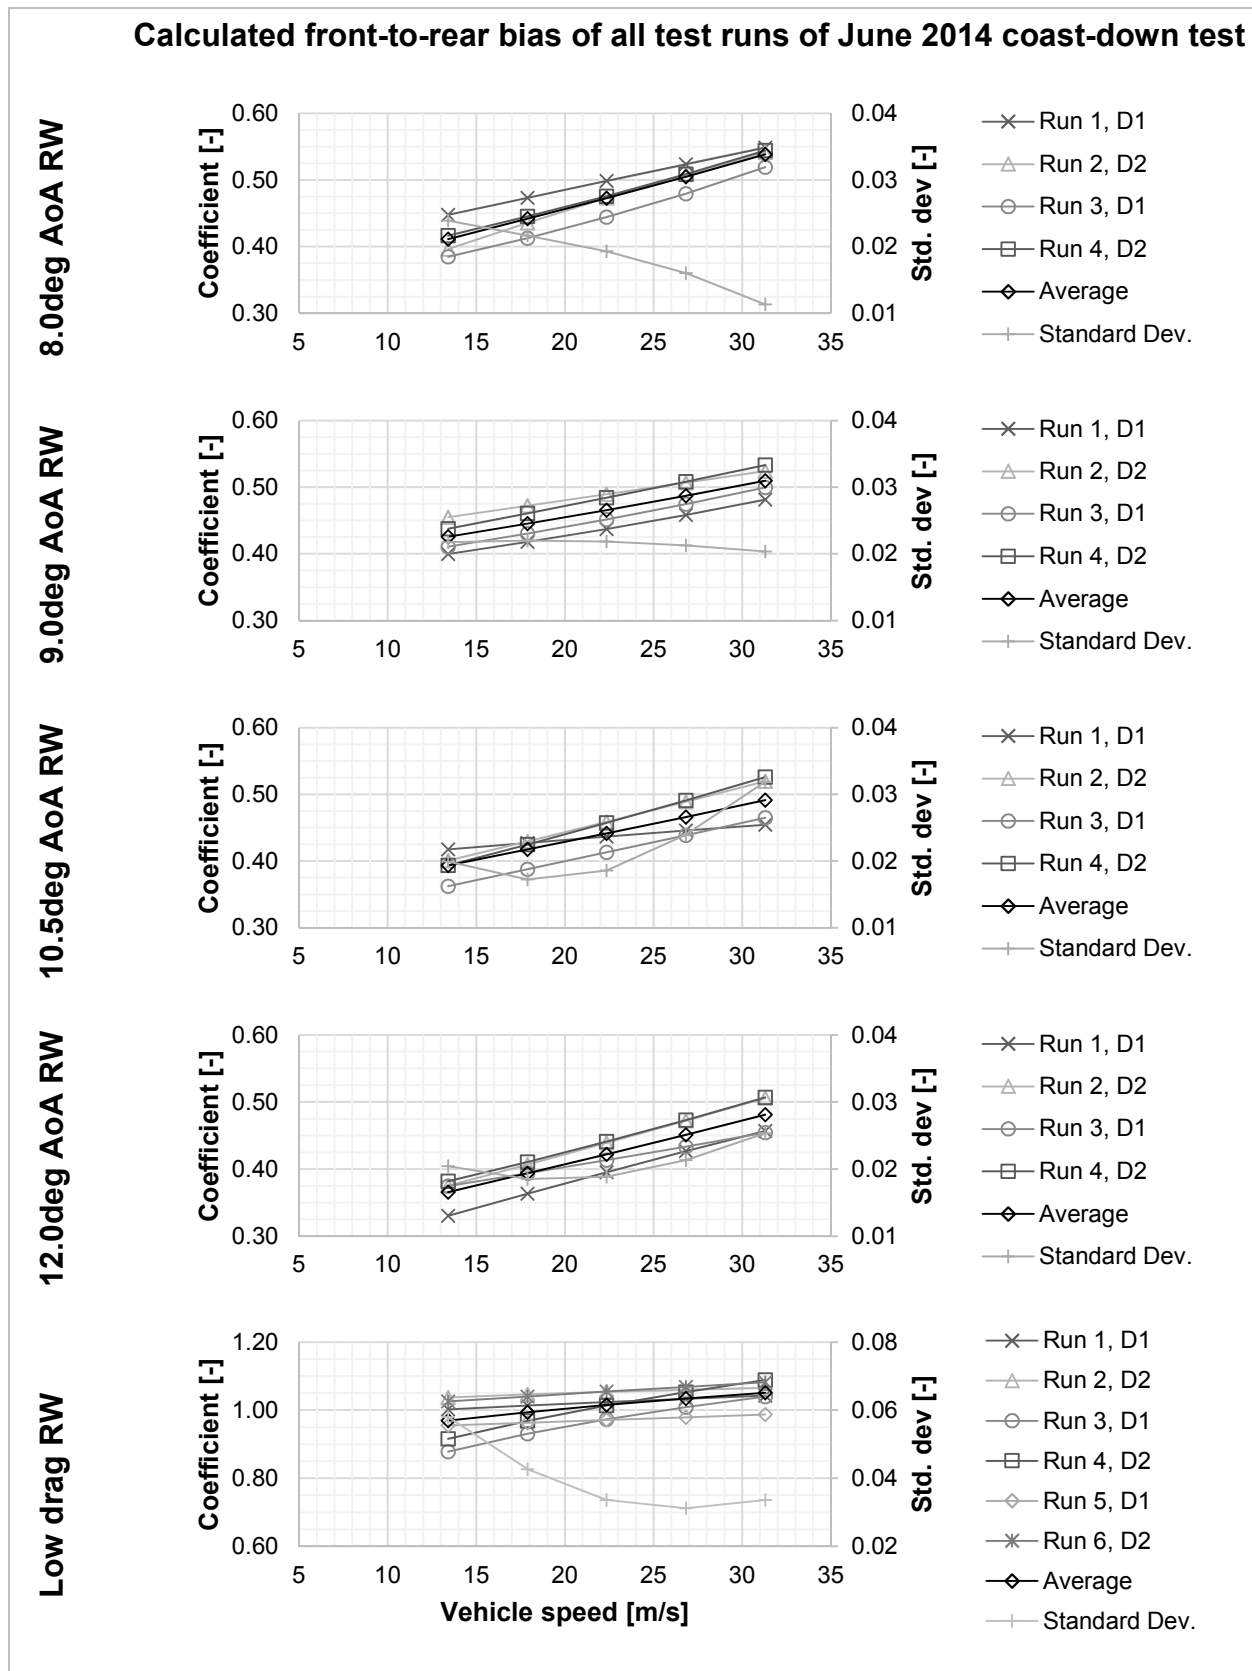 Calculated front-to-rear bias of all test runs of June 2014 coast-down test
8.0deg AoA RW
Coefficient [-]
0.60
0.50
0.40
0.30
5 10 15 20 25 30 35
0.04
0.03
0.02
0.01
Std. dev [-]
Run 1, D1
Run 2, D2
Run 3, D1
Run 4, D2
Average
Standard Dev.
9.0deg AoA RW
Coefficient [-]
0.60
0.50
0.40
0.30
5 10 15 20 25 30 35
0.04
0.03
0.02
0.01
Std. dev [-]
Run 1, D1
Run 2, D2
Run 3, D1
Run 4, D2
Average
Standard Dev.
10.5deg AoA RW
Coefficient [-]
0.60
0.50
0.40
0.30
5 10 15 20 25 30 35
0.04
0.03
0.02
0.01
Std. dev [-]
Run 1, D1
Run 2, D2
Run 3, D1
Run 4, D2
Average
Standard Dev.
12.0deg AoA RW
Coefficient [-]
0.60
0.50
0.40
0.30
5 10 15 20 25 30 35
0.04
0.03
0.02
0.01
Std. dev [-]
Run 1, D1
Run 2, D2
Run 3, D1
Run 4, D2
Average
Standard Dev.
Low drag RW
Coefficient [-]
1.20
1.00
0.80
0.60
5 10 15 20 25 30 35
Vehicle speed [m/s]
0.08
0.06
0.04
0.02
Std. dev [-]
Run 1, D1
Run 2, D2
Run 3, D1
Run 4, D2
Run 5, D1
Run 6, D2
Average
Standard Dev.